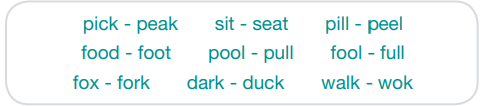 pick - peak sit - seat pill - peel
food - foot pool - pull fool - full
fox - fork dark - duck walk - wok